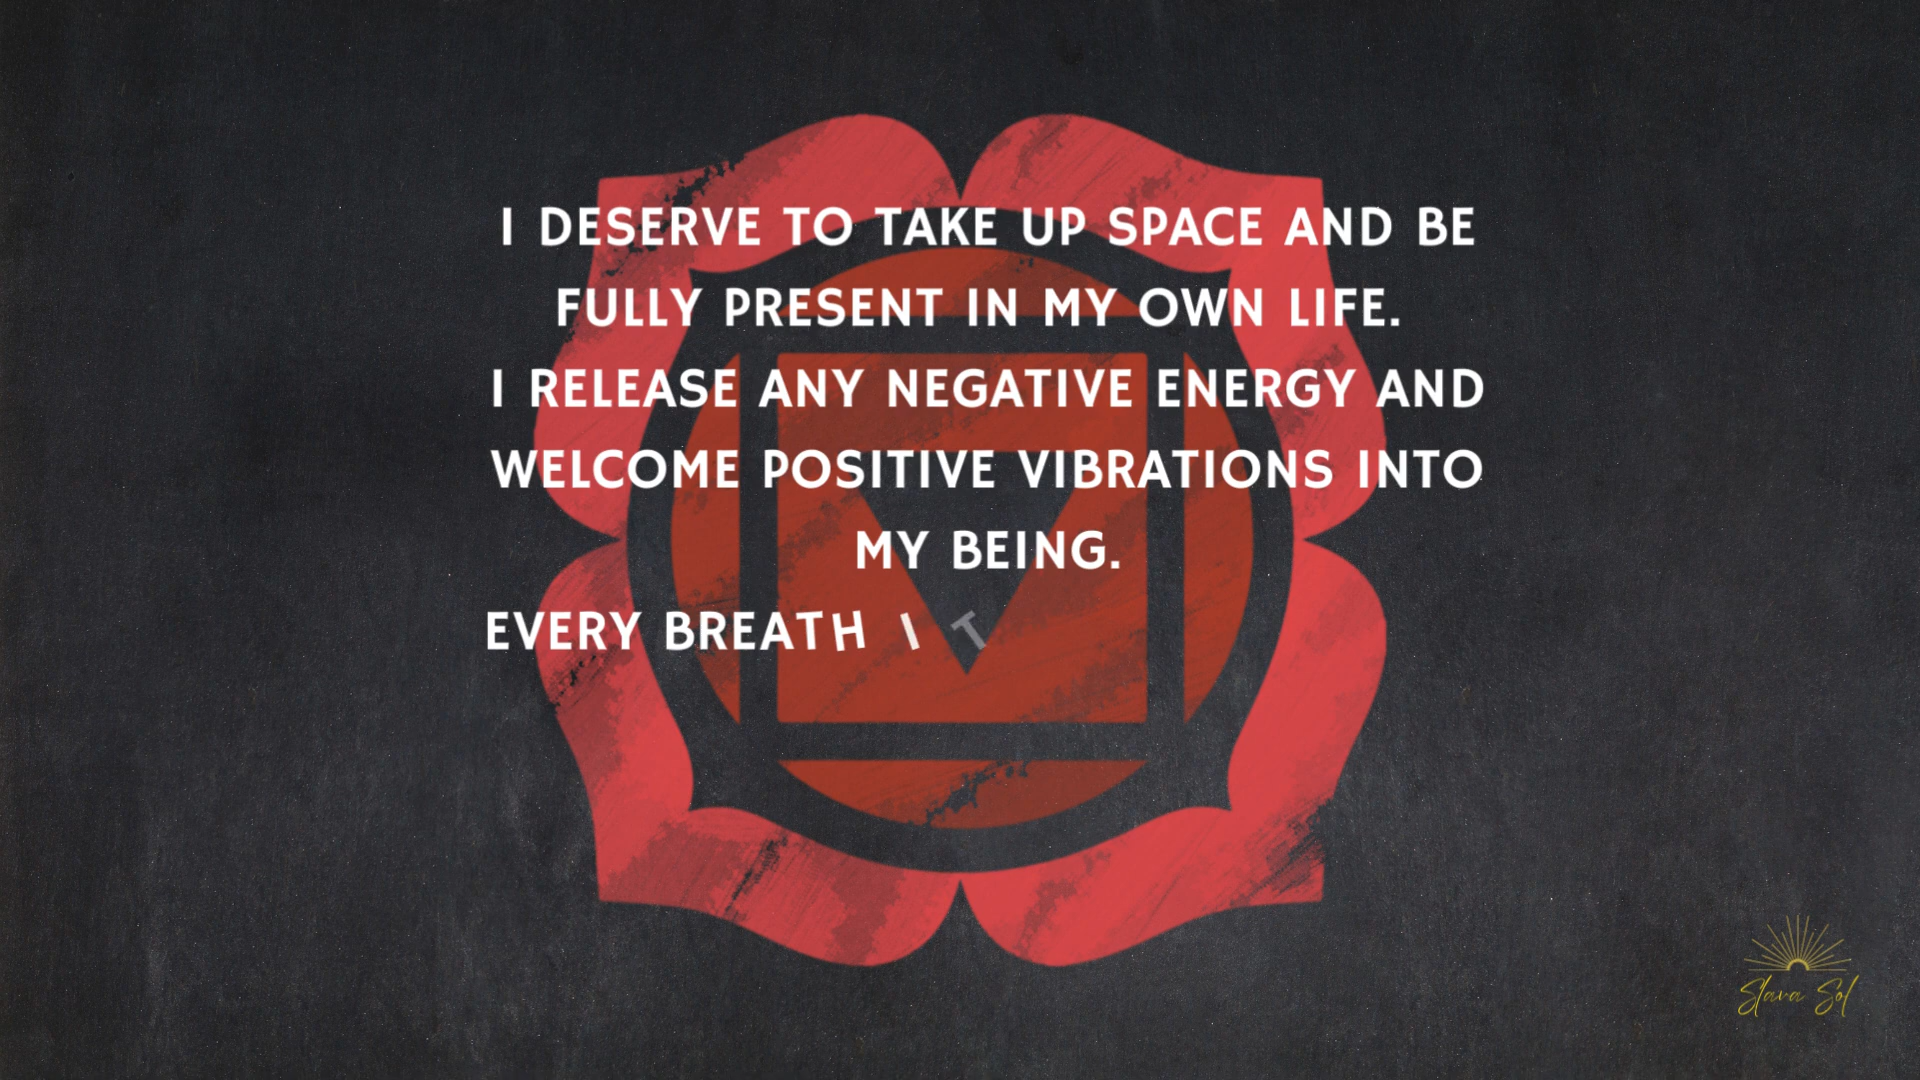 I DESERVE TO TAKE UP SPACE AND BE
FULLY PRESENT IN MY OWN LIFE.
I RELEASE ANY NEGATIVE ENERGY AND
WELCOME POSITIVE VIBRATIONS INTO
MY BEING.
EVERY BREATH I T
Slava Sol